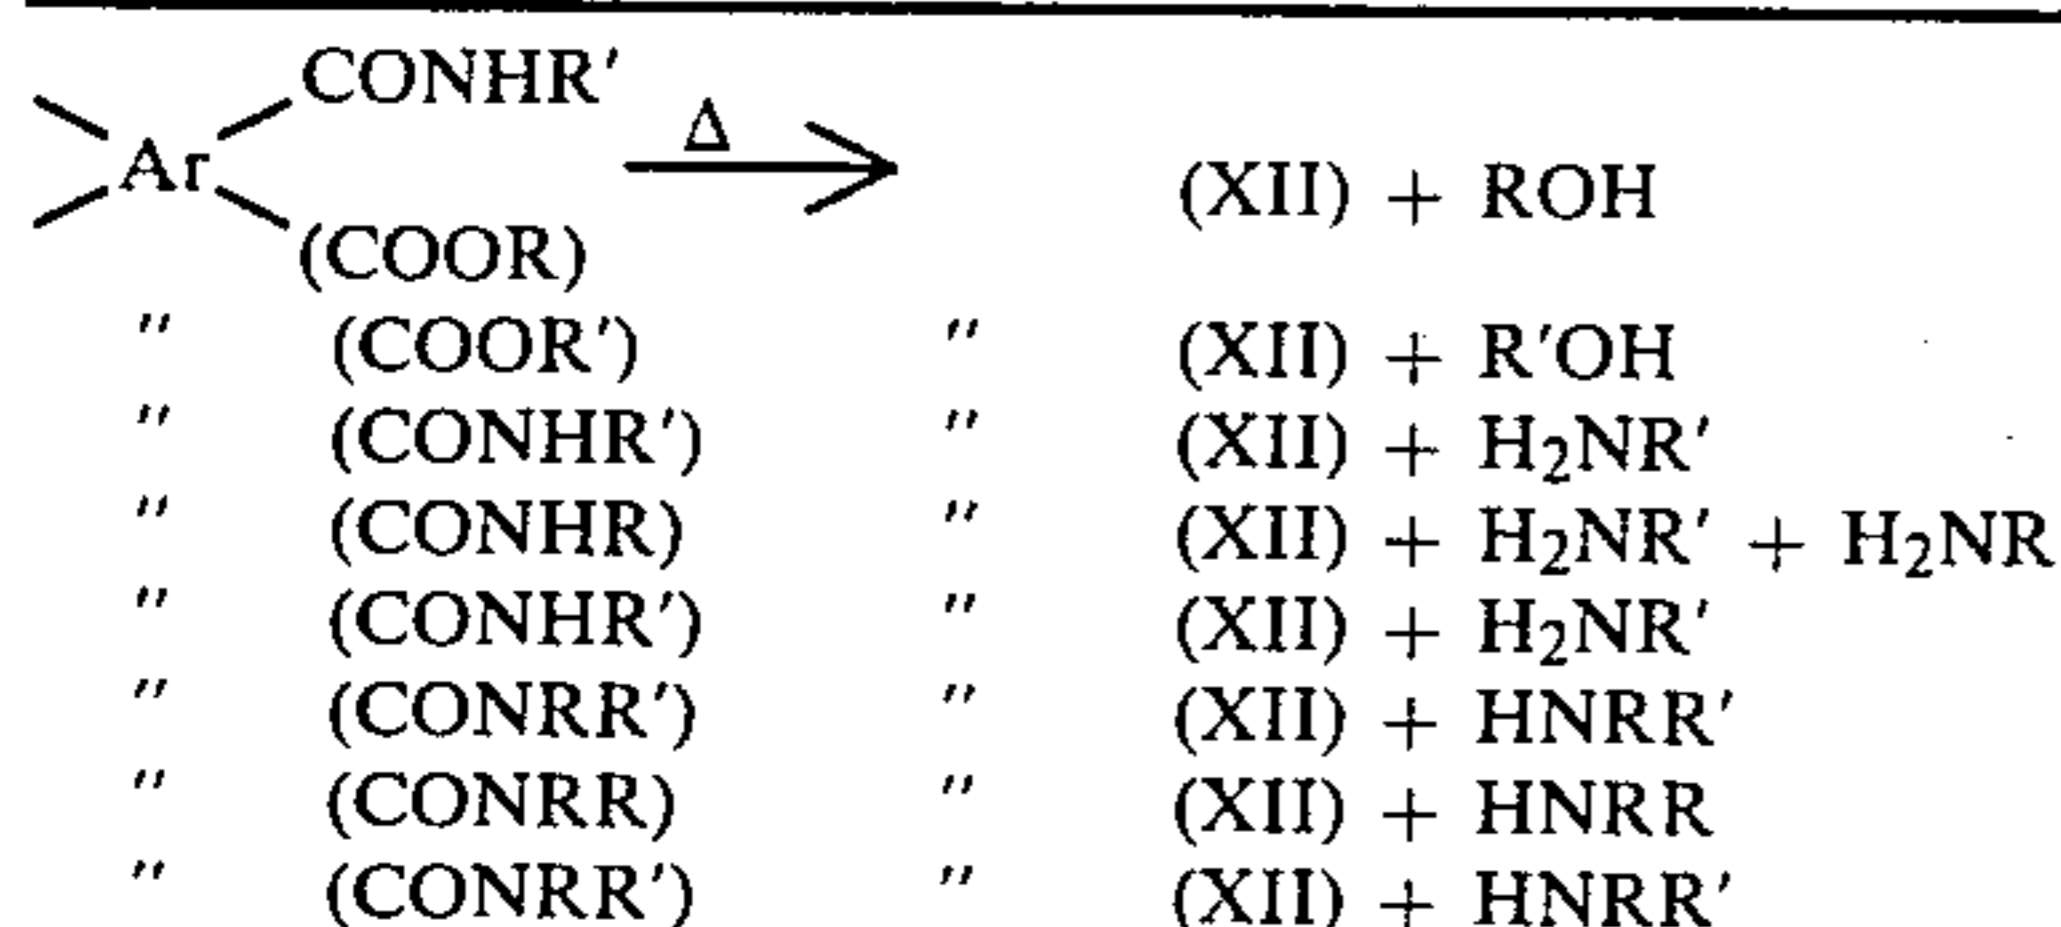 CONHR′
Δ
Ar (XII) + ROH
(COOR)
″ (COOR′) ″ (XII) + R′OH
″ (CONHR′) ″ (XII) + H₂NR′
″ (CONHR) ″ (XII) + H₂NR′ + H₂NR
″ (CONHR′) ″ (XII) + H₂NR′
″ (CONRR′) ″ (XII) + HNRR′
″ (CONRR) ″ (XII) + HNRR
″ (CONRR′) ″ (XII) + HNRR′